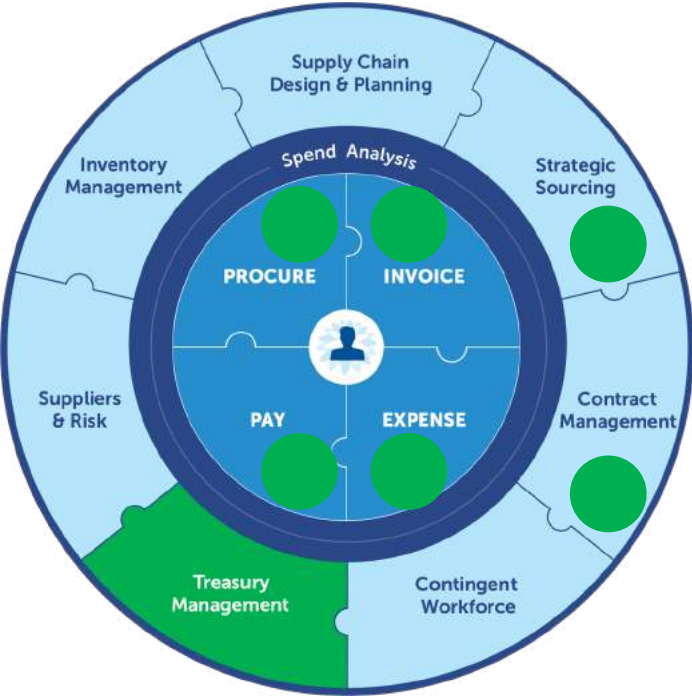 Supply Chain
Design & Planning
Inventory
Management
Spend Analysis
Strategic
Sourcing
PROCURE
INVOICE
Suppliers
& Risk
PAY
EXPENSE
Contract
Management
Treasury
Management
Contingent
Workforce